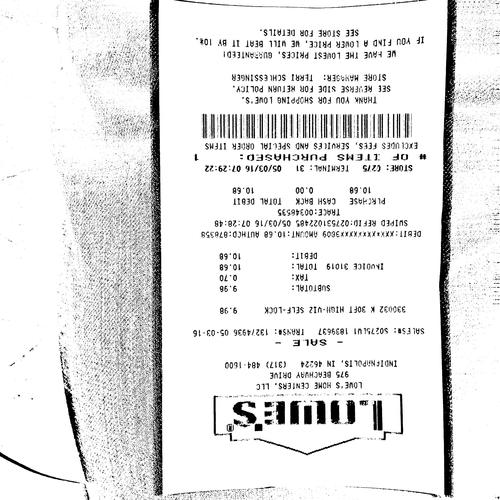 LOWE'S®
LOWE'S HOME CENTERS, LLC
975 BEACHWAY DRIVE
INDIANAPOLIS, IN 46224 (317) 484-1600
- SALE -
SALES#: S0275LM1 1839637 TRANS#: 13274936 05-03-16
330032 K 30FT HIGH-VIZ SELF-LOCK 9.98
SUBTOTAL: 9.98
TAX: 0.70
INVOICE 31019 TOTAL: 10.68
DEBIT: 10.68
DEBIT:XXXXXXXXXXXX3609 AMOUNT:10.68 AUTHCD:878358
SWIPED REFID:027531022485 05/03/16 07:28:48
TRACE:00346535
PURCHASE CASH BACK TOTAL DEBIT
10.68 0.00 10.68
STORE: 0275 TERMINAL: 31 05/03/16 07:29:22
# OF ITEMS PURCHASED: 1
EXCLUDES FEES, SERVICES AND SPECIAL ORDER ITEMS
THANK YOU FOR SHOPPING LOWE'S.
SEE REVERSE SIDE FOR RETURN POLICY.
STORE MANAGER: TERRI SCHLESSINGER
WE HAVE THE LOWEST PRICES, GUARANTEED!
IF YOU FIND A LOWER PRICE, WE WILL BEAT IT BY 10%.
SEE STORE FOR DETAILS.